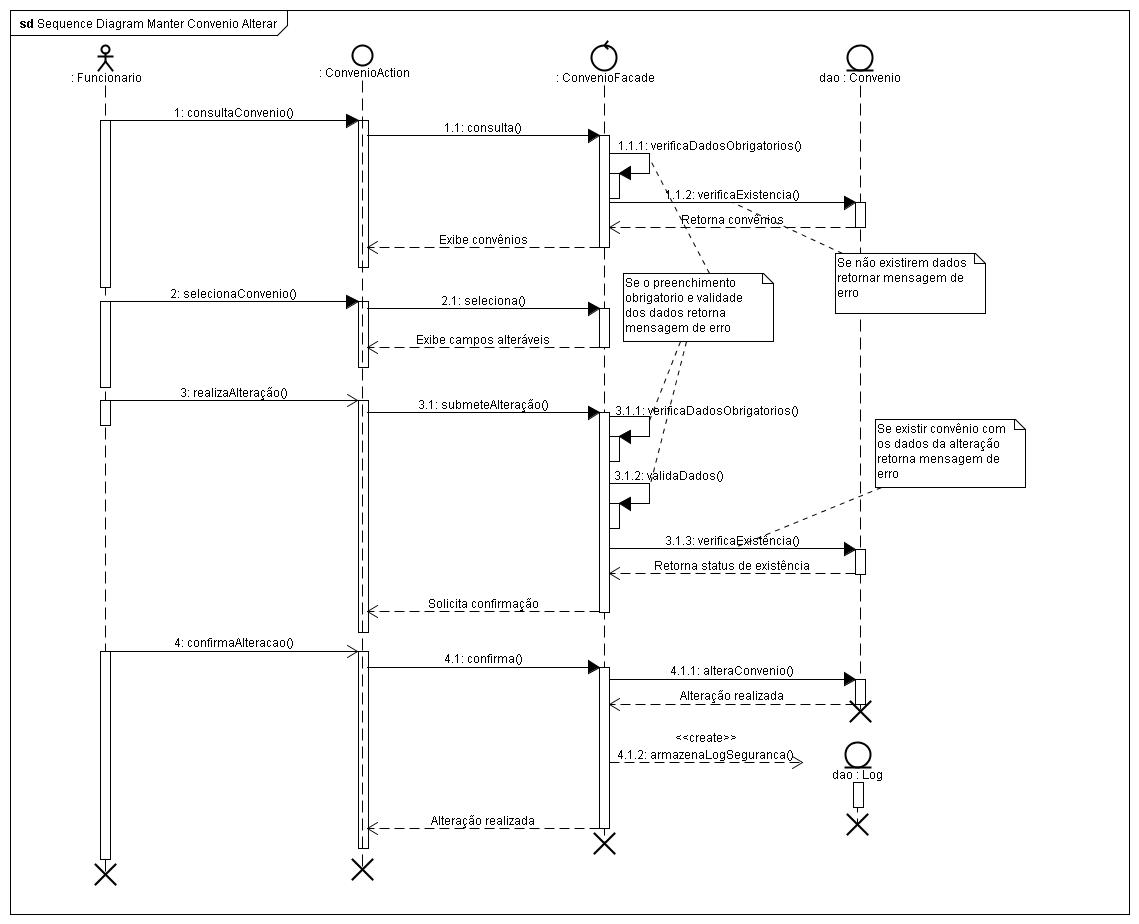 sd Sequence Diagram Manter Convenio Alterar
: Funcionario
: ConvenioAction
: ConvenioFacade
dao : Convenio
1: consultaConvenio()
1.1: consulta()
1.1.1: verificaDadosObrigatorios()
1.1.2: verificaExistencia()
Retorna convênios
Exibe convênios
Se não existirem dados
retornar mensagem de
erro
Se o preenchimento
obrigatorio e validade
dos dados retorna
mensagem de erro
2: selecionaConvenio()
2.1: seleciona()
Exibe campos alteráveis
3: realizaAlteração()
3.1: submeteAlteração()
3.1.1: verificaDadosObrigatorios()
Se existir convênio com
os dados da alteração
retorna mensagem de
erro
3.1.2: validaDados()
3.1.3: verificaExistencia()
Retorna status de existência
Solicita confirmação
4: confirmaAlteracao()
4.1: confirma()
4.1.1: alteraConvenio()
Alteração realizada
<<create>>
4.1.2: armazenaLogSeguranca()
dao : Log
Alteração realizada